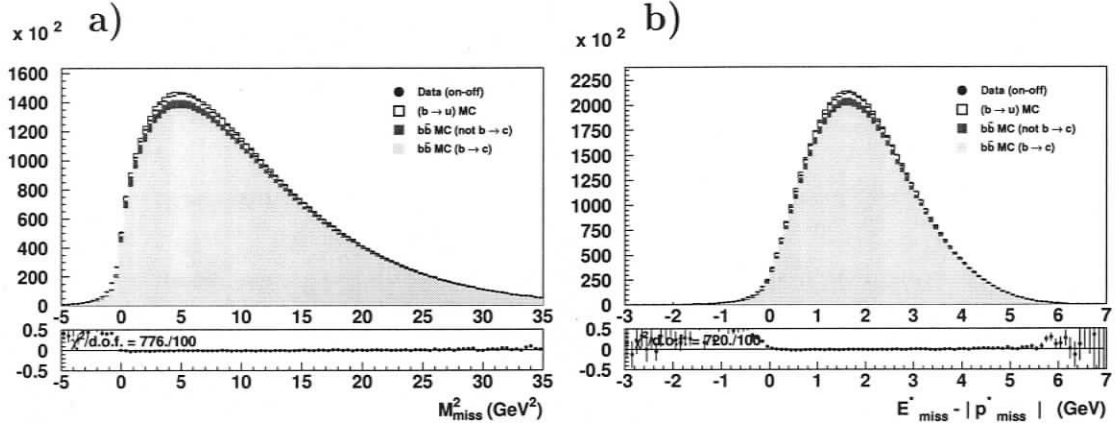 a)
x 10²
1600
1400
1200
1000
800
600
400
200
0
-5 0 5 10 15 20 25 30 35
Data (on-off)
(b → u) MC
bb̄ MC (not b → c)
bb̄ MC (b → c)
0.5
0
-0.5
χ²/d.o.f. = 776./100
-5 0 5 10 15 20 25 30 35
M²miss (GeV²)
b)
x 10²
2250
2000
1750
1500
1250
1000
750
500
250
0
-3 -2 -1 0 1 2 3 4 5 6 7
Data (on-off)
(b → u) MC
bb̄ MC (not b → c)
bb̄ MC (b → c)
0.5
0
-0.5
χ²/d.o.f. = 720./100
-3 -2 -1 0 1 2 3 4 5 6 7
E*miss - | p*miss | (GeV)